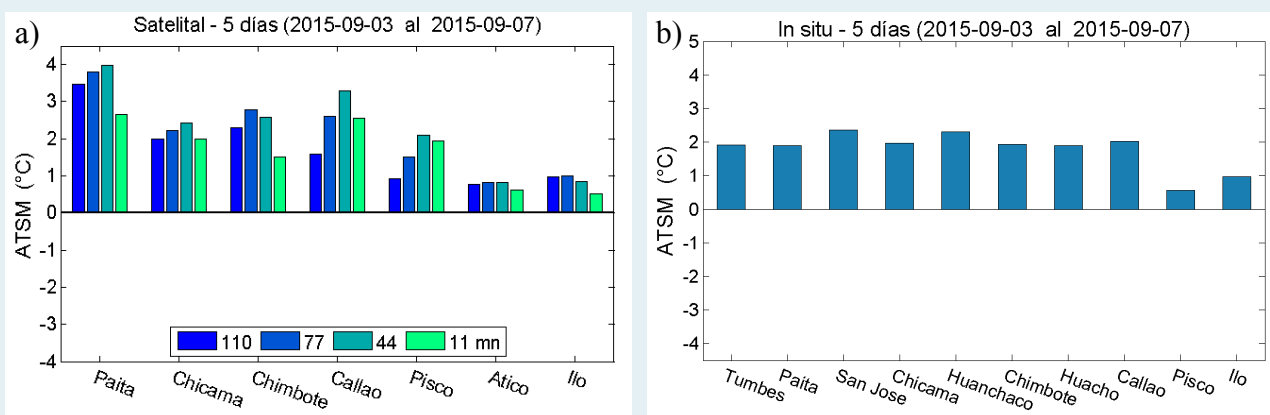 a)
Satelital - 5 días (2015-09-03 al 2015-09-07)
ATSM (°C)
4
3
2
1
0
-1
-2
-3
-4
110 77 44 11 mn
Paita Chicama Chimbote Callao Pisco Atico Ilo
b)
In situ - 5 días (2015-09-03 al 2015-09-07)
ATSM (°C)
5
4
3
2
1
0
-1
-2
-3
-4
Tumbes Paita San Jose Chicama Huanchaco Chimbote Huacho Callao Pisco Ilo